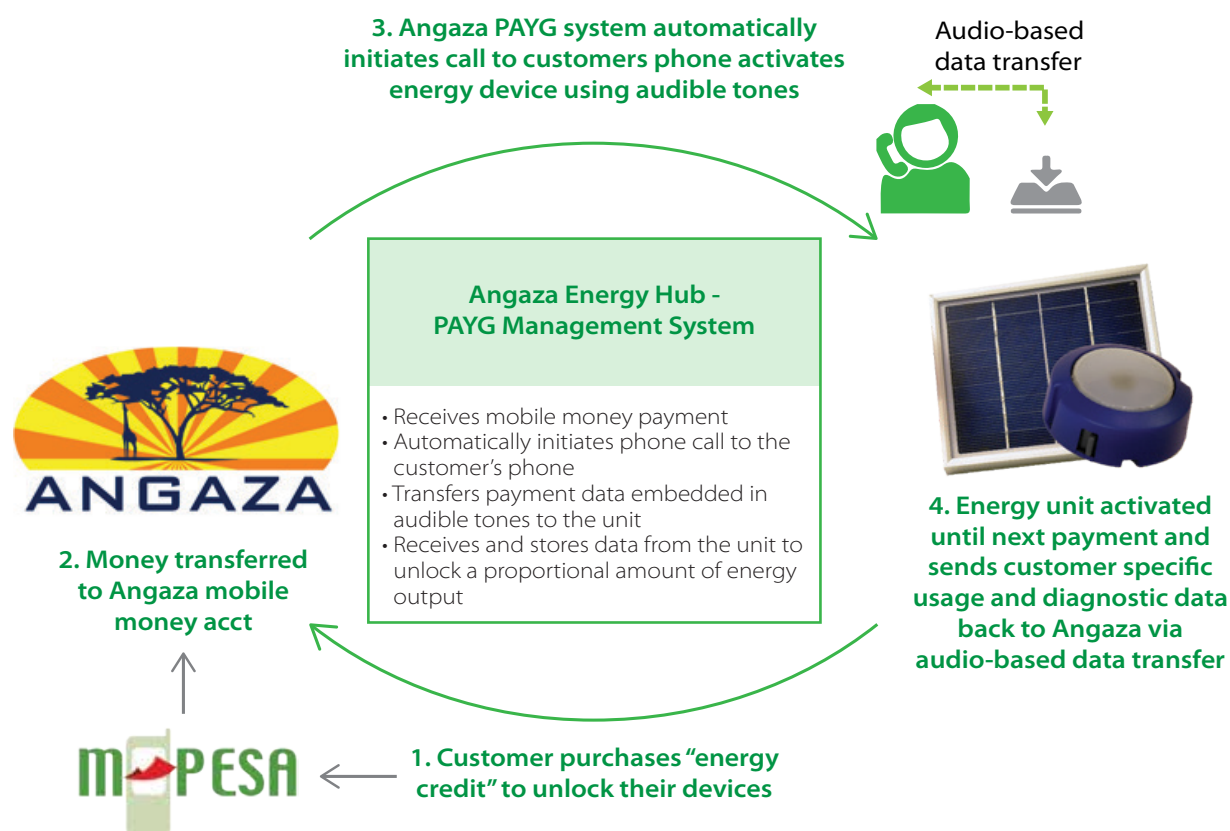 3. Angaza PAYG system automatically
initiates call to customers phone activates
energy device using audible tones
Audio-based
data transfer
Angaza Energy Hub -
PAYG Management System
• Receives mobile money payment
• Automatically initiates phone call to the
customer’s phone
• Transfers payment data embedded in
audible tones to the unit
• Receives and stores data from the unit to
unlock a proportional amount of energy
output
ANGAZA
2. Money transferred
to Angaza mobile
money acct
4. Energy unit activated
until next payment and
sends customer specific
usage and diagnostic data
back to Angaza via
audio-based data transfer
m-PESA
1. Customer purchases “energy
credit” to unlock their devices